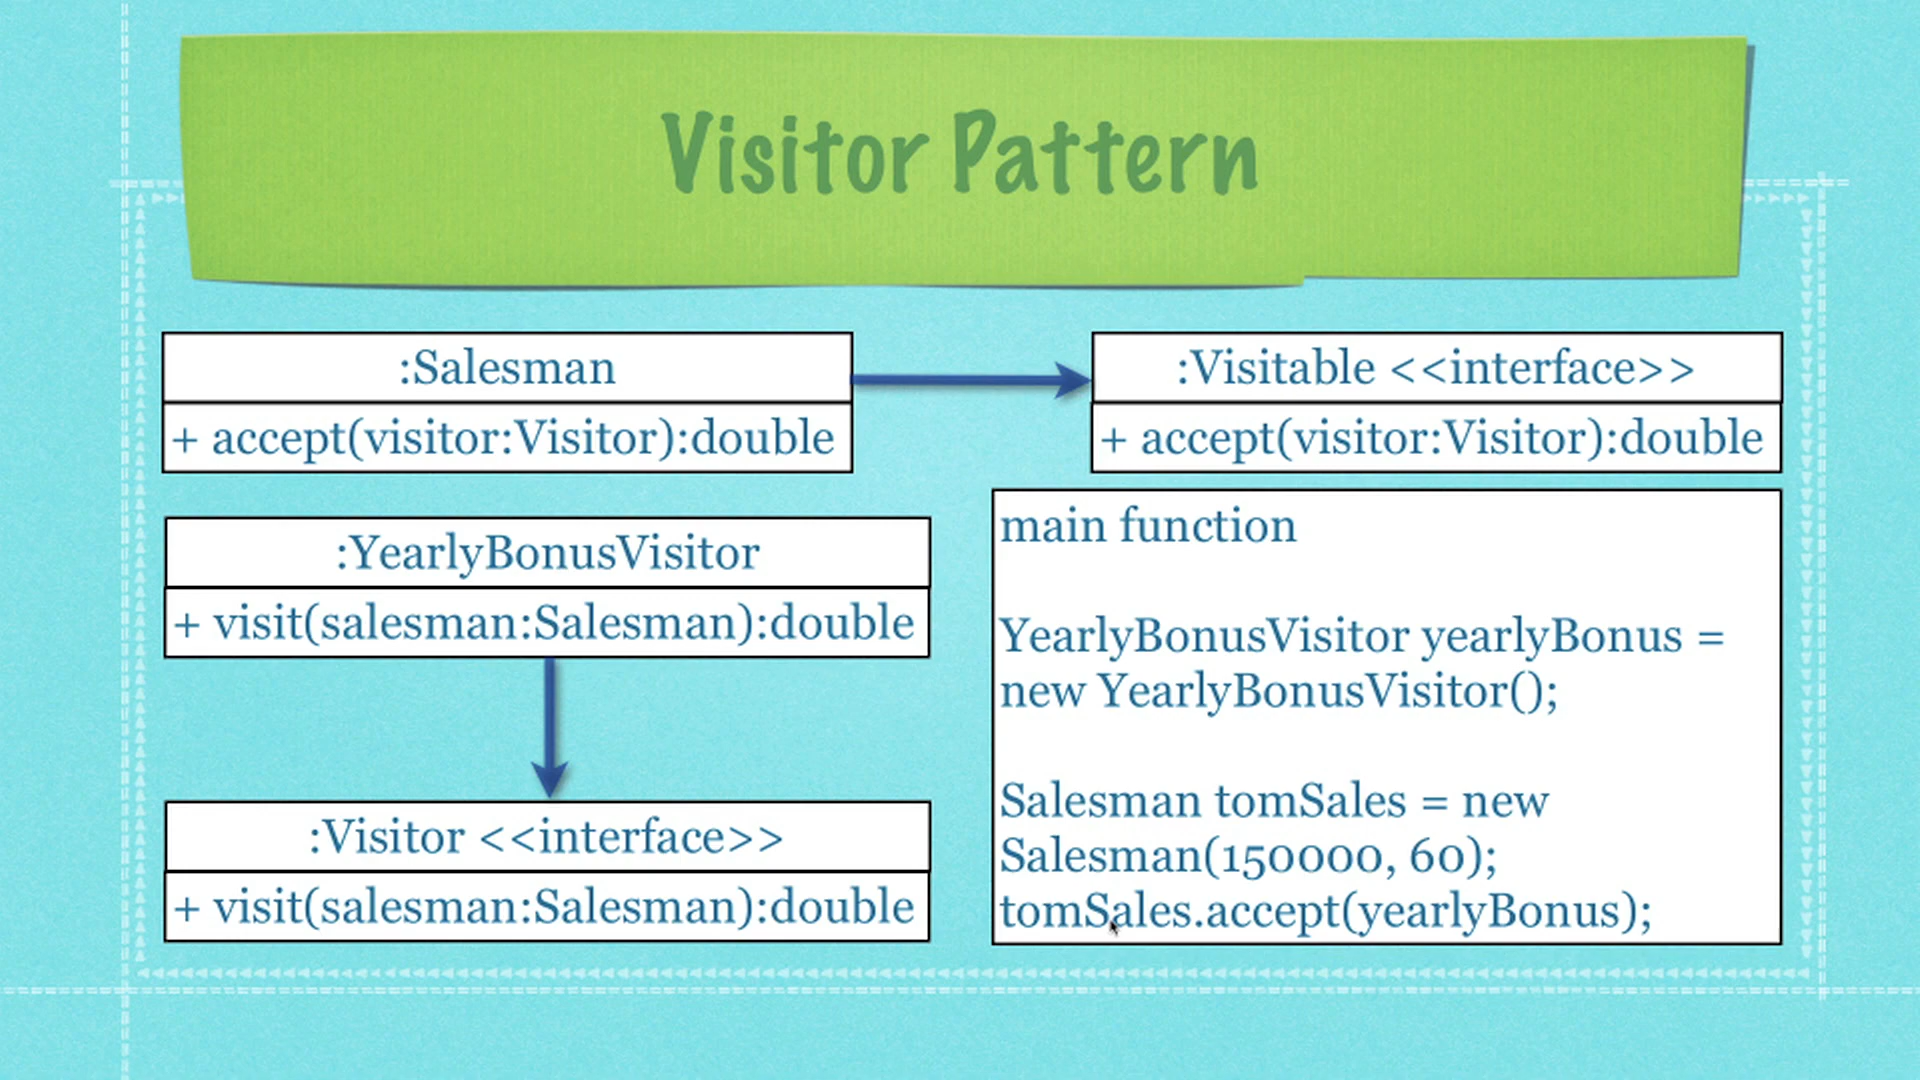 Visitor Pattern
:Salesman
+ accept(visitor:Visitor):double
:Visitable <<interface>>
+ accept(visitor:Visitor):double
:YearlyBonusVisitor
+ visit(salesman:Salesman):double
:Visitor <<interface>>
+ visit(salesman:Salesman):double
main function
YearlyBonusVisitor yearlyBonus =
new YearlyBonusVisitor();
Salesman tomSales = new
Salesman(150000, 60);
tomSales.accept(yearlyBonus);